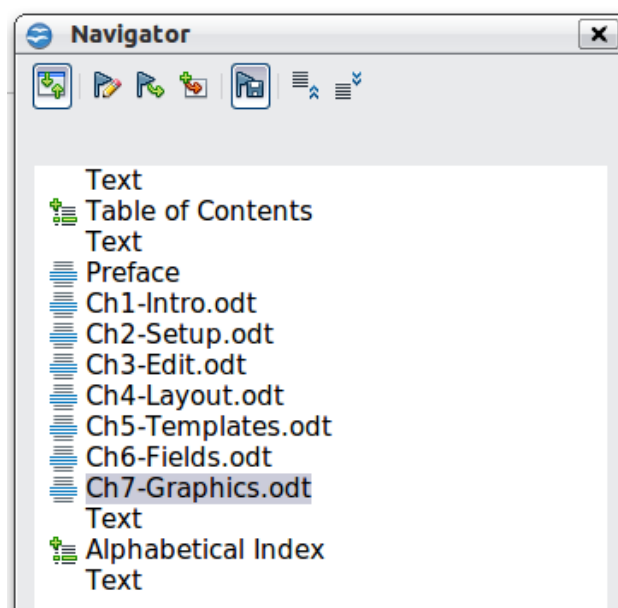 Navigator
Text
Table of Contents
Text
Preface
Ch1-Intro.odt
Ch2-Setup.odt
Ch3-Edit.odt
Ch4-Layout.odt
Ch5-Templates.odt
Ch6-Fields.odt
Ch7-Graphics.odt
Text
Alphabetical Index
Text